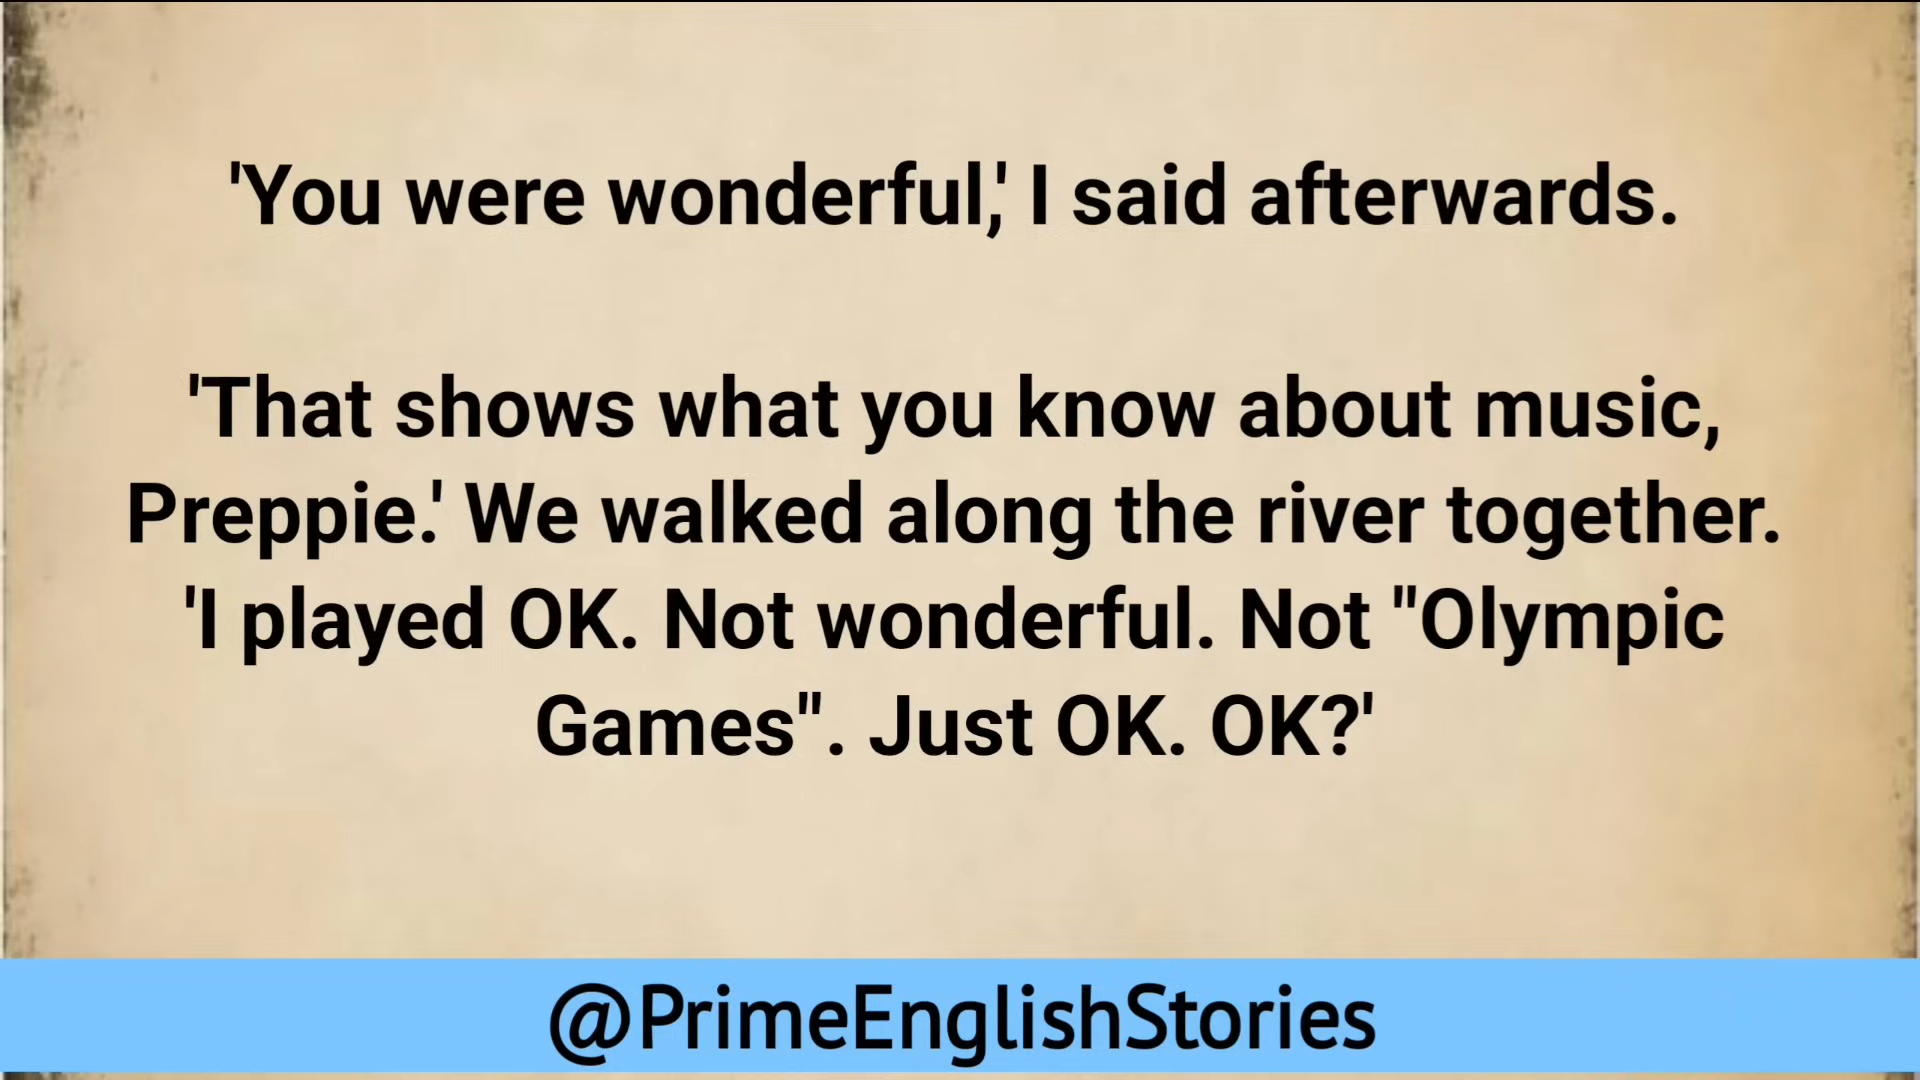 'You were wonderful,' I said afterwards.
'That shows what you know about music,
Preppie.' We walked along the river together.
'I played OK. Not wonderful. Not "Olympic
Games". Just OK. OK?'
@PrimeEnglishStories